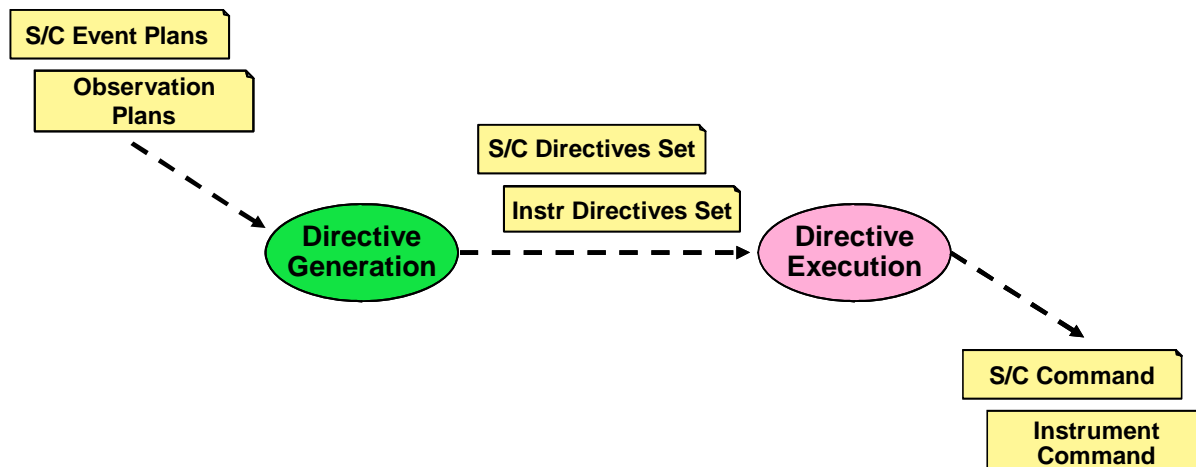 S/C Event Plans
Observation
Plans
S/C Directives Set
Instr Directives Set
Directive
Generation
Directive
Execution
S/C Command
Instrument
Command